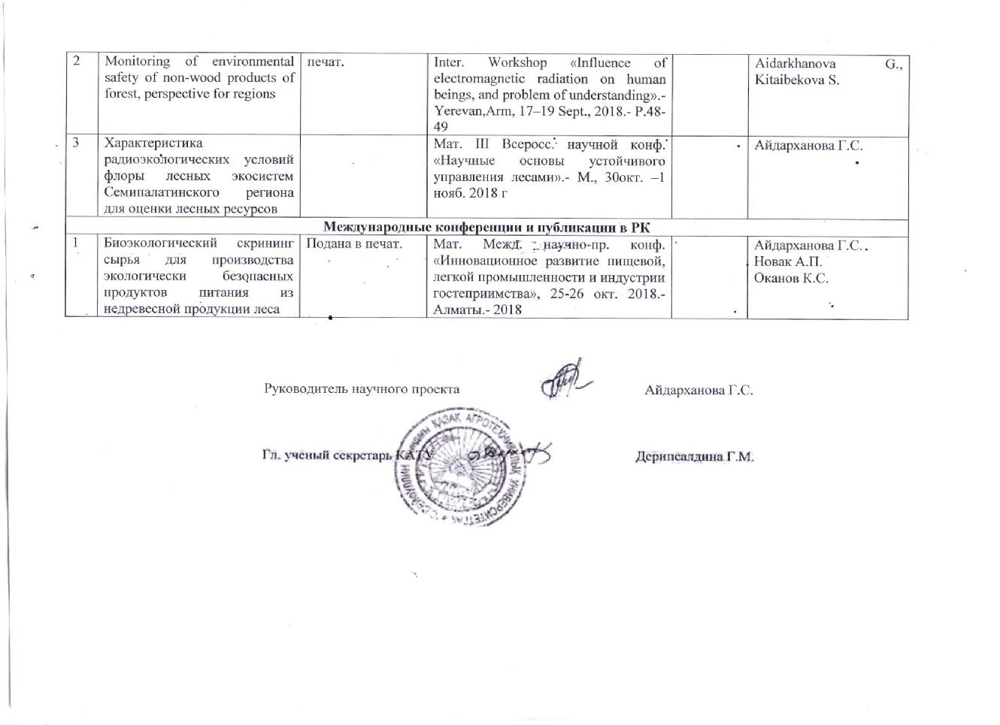 2
Monitoring of environmental
safety of non-wood products of
forest, perspective for regions
печат.
Inter. Workshop «Influence of
electromagnetic radiation on human
beings, and problem of understanding».-
Yerevan,Arm, 17–19 Sept., 2018.- P.48-
49
Aidarkhanova G.,
Kitaibekova S.
3
Характеристика
радиоэкологических условий
флоры лесных экосистем
Семипалатинского региона
для оценки лесных ресурсов
Мат. III Всеросс. научной конф.
«Научные основы устойчивого
управления лесами».- М., 30окт. –1
нояб. 2018 г
Айдарханова Г.С.
Международные конференции и публикации в РК
1
Биоэкологический скрининг
сырья для производства
экологически безопасных
продуктов питания из
недревесной продукции леса
Подана в печат.
Мат. Межд. научно-пр. конф.
«Инновационное развитие пищевой,
легкой промышленности и индустрии
гостеприимства», 25-26 окт. 2018.-
Алматы.- 2018
Айдарханова Г.С.
Новак А.П.
Оканов К.С.
Руководитель научного проекта Айдарханова Г.С.
Гл. ученый секретарь КАТУ Дерипсалдина Г.М.
С.СЕЙФУЛЛИН атындағы ҚАЗАҚ АГРОТЕХНИКАЛЫҚ УНИВЕРСИТЕТІ